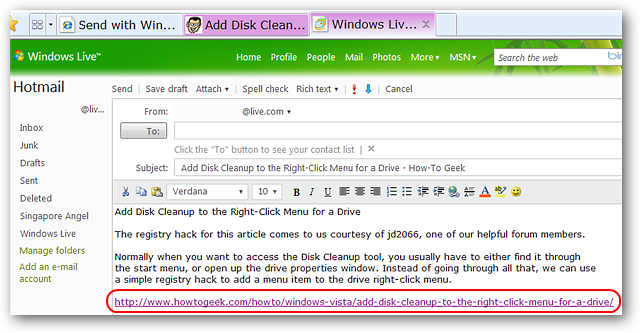 Send with Win...
Add Disk Clean...
Windows Liv...
Windows Live™
Home Profile People Mail Photos More MSN
Search the web
bing
Hotmail
Send Save draft Attach Spell check Rich text Cancel
@liv...
From: @live.com
To:
Click the "To" button to see your contact list | ×
Subject: Add Disk Cleanup to the Right-Click Menu for a Drive - How-To Geek
Inbox
Junk
Drafts
Sent
Deleted
Singapore Angel
Windows Live
Manage folders
Add an e-mail
account
Verdana 10 B I U
Add Disk Cleanup to the Right-Click Menu for a Drive
The registry hack for this article comes to us courtesy of jd2066, one of our helpful forum members.
Normally when you want to access the Disk Cleanup tool, you usually have to either find it through
the start menu, or open up the drive properties window. Instead of going through all that, we can use
a simple registry hack to add a menu item to the drive right-click menu.
http://www.howtogeek.com/howto/windows-vista/add-disk-cleanup-to-the-right-click-menu-for-a-drive/